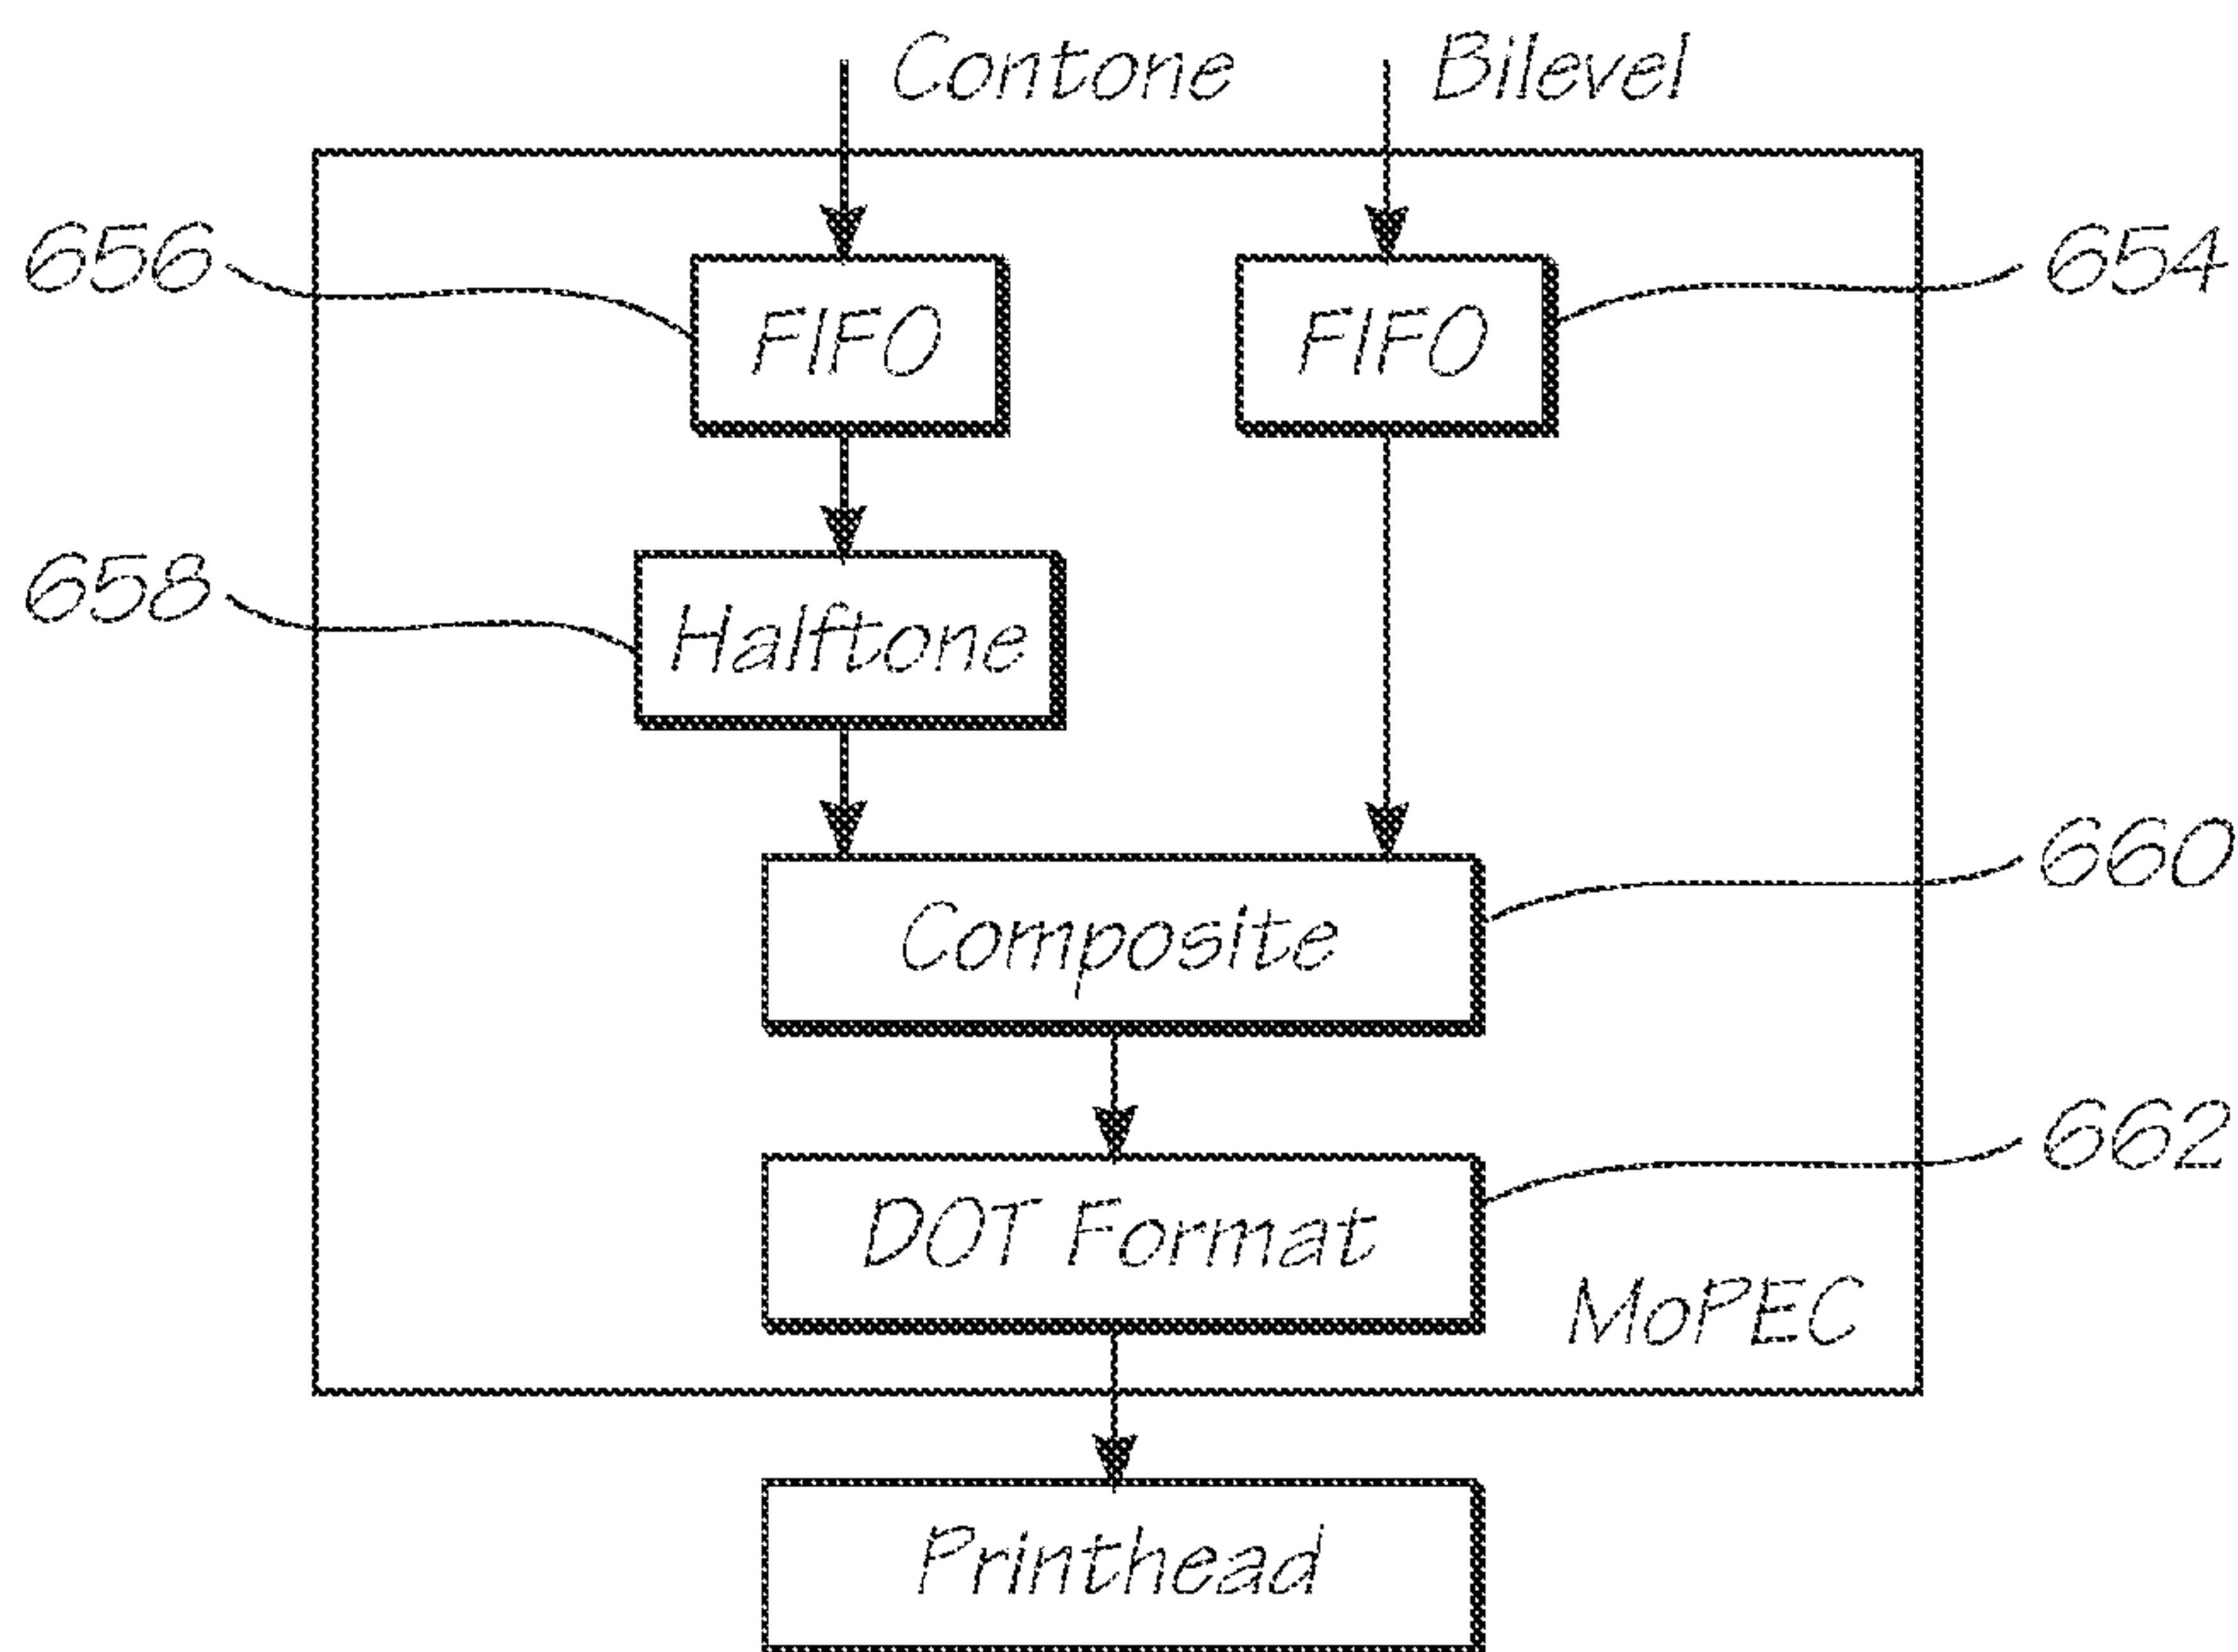 Contone Bilevel
656 FIFO FIFO 654
658 Halftone
Composite 660
DOT Format 662
MoPEC
Printhead